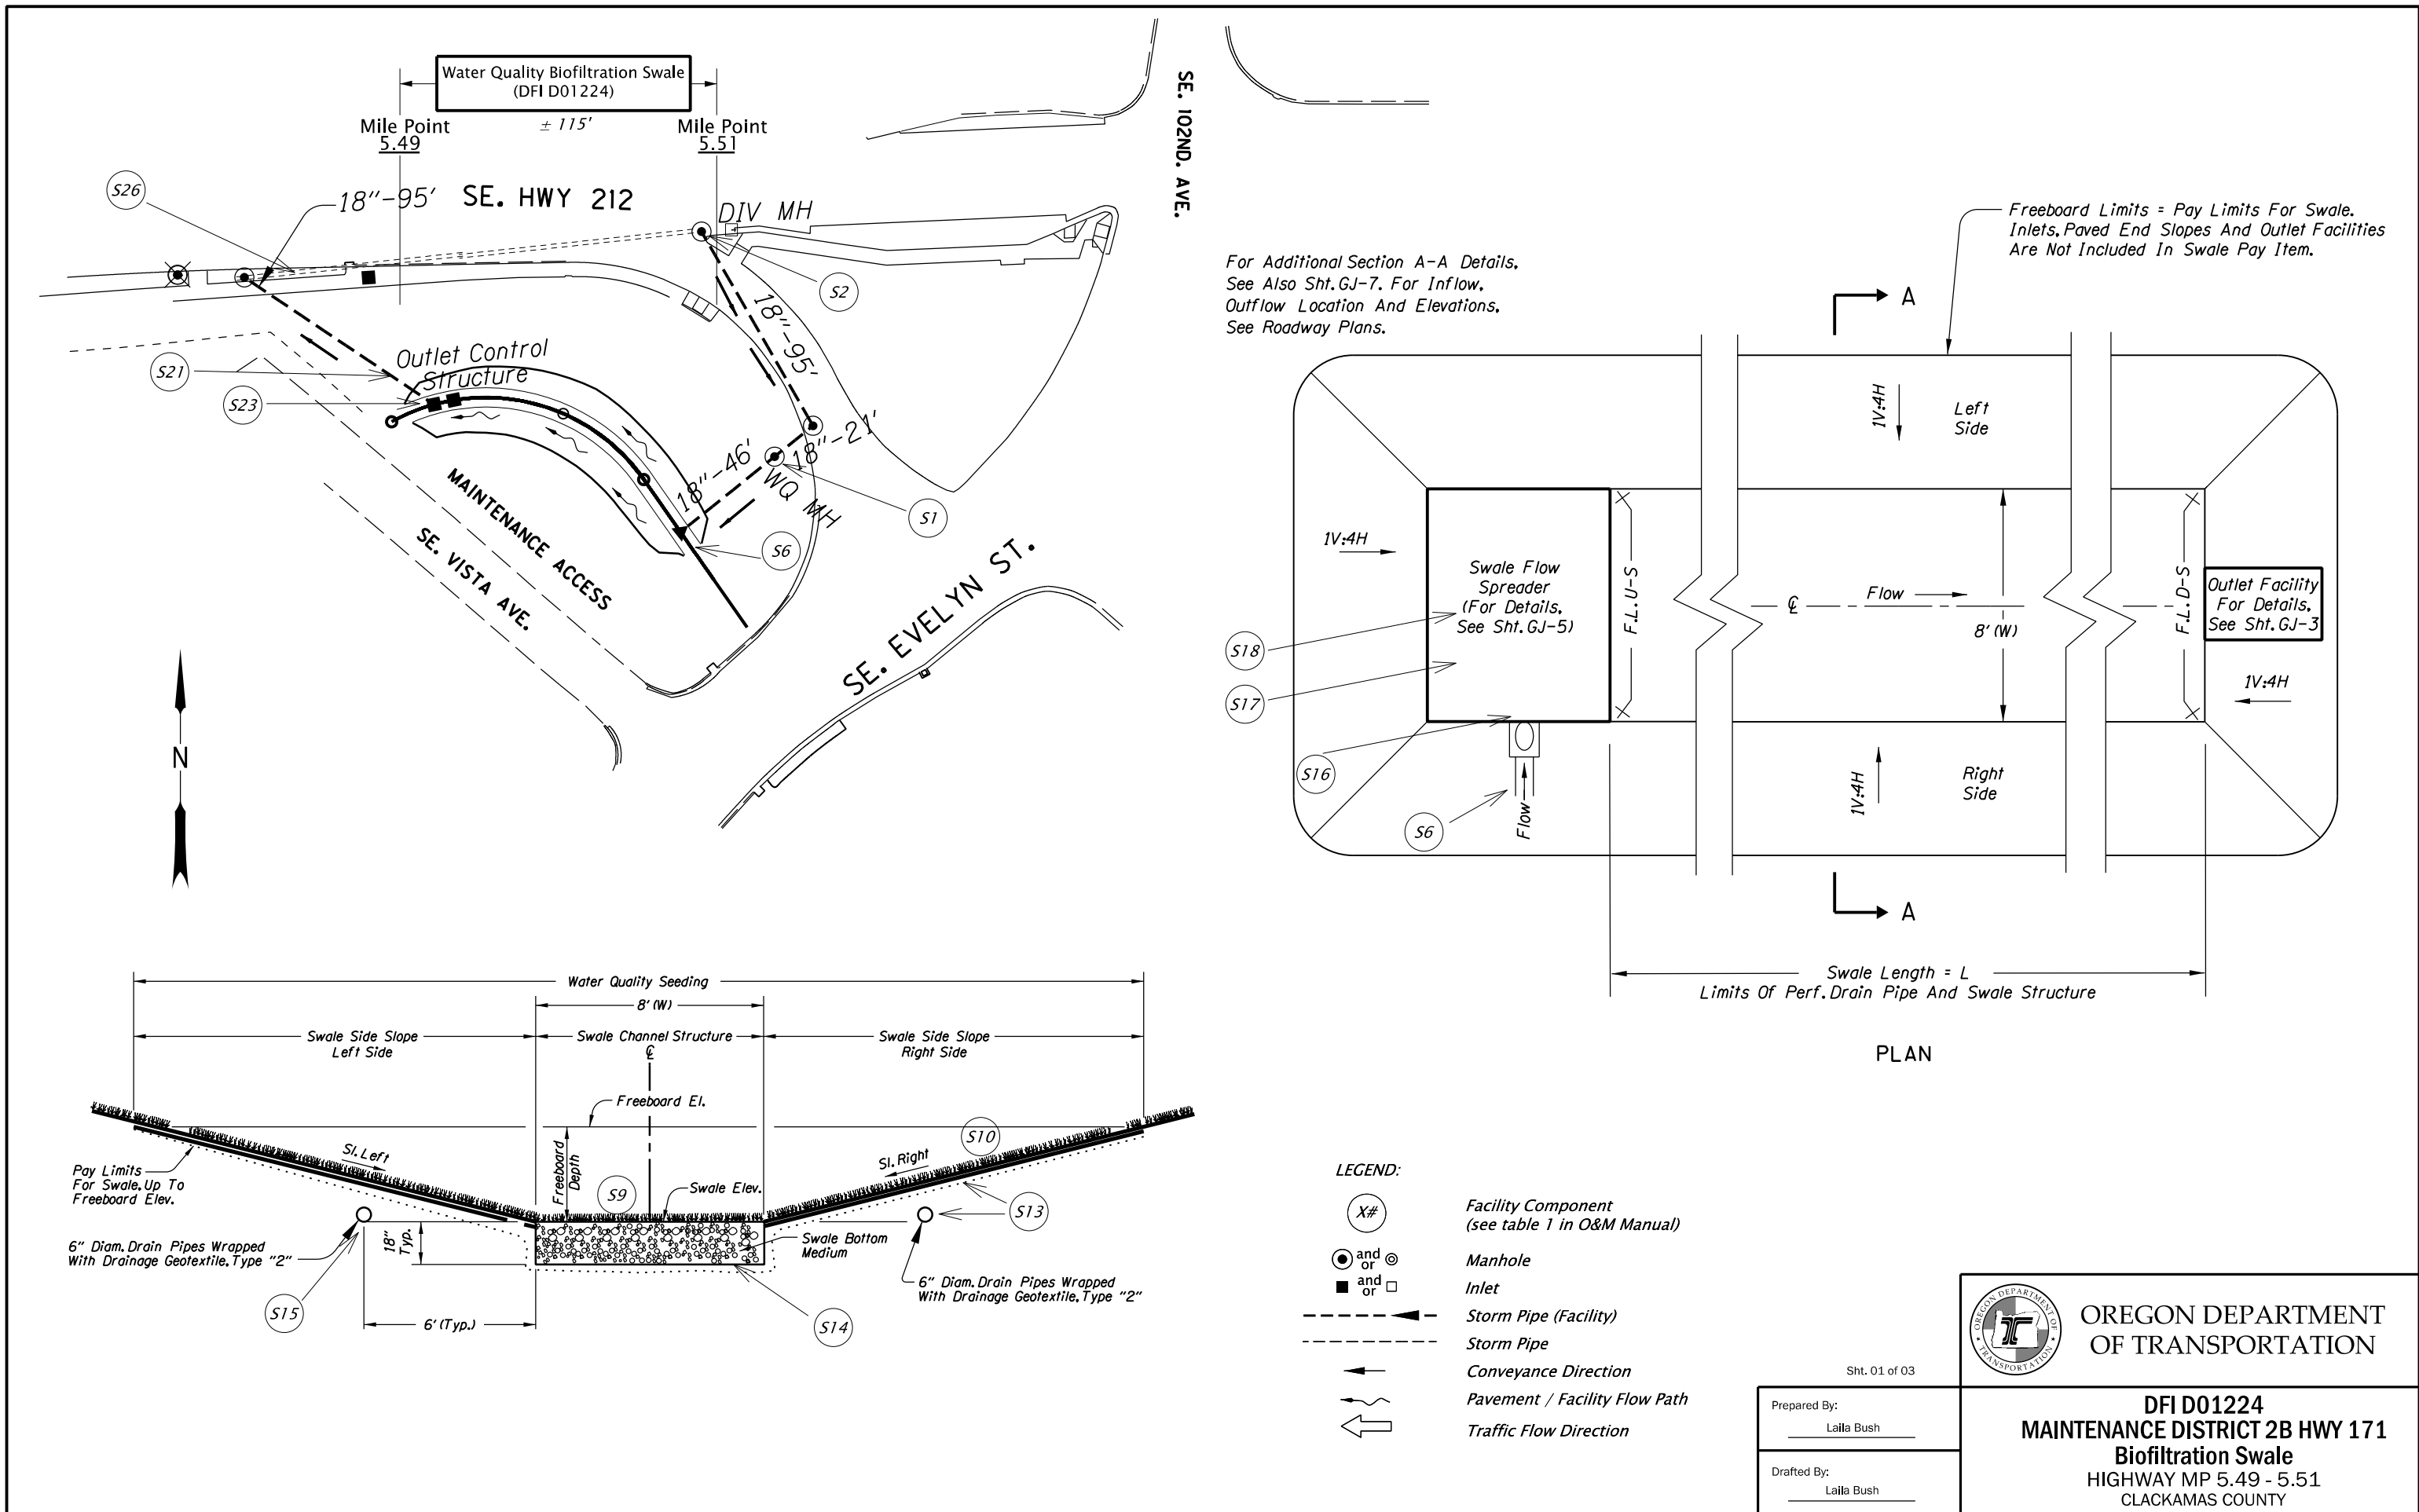 Water Quality Biofiltration Swale
(DFI D01224)
Mile Point
5.49
± 115'
Mile Point
5.51
S26
18"-95'
SE. HWY 212
DIV MH
S2
SE. 102ND. AVE.
18"-95'
Outlet Control
Structure
S21
S23
18"-46'
18"-21'
WQ MH
S1
S6
MAINTENANCE ACCESS
SE. VISTA AVE.
SE. EVELYN ST.
N
For Additional Section A-A Details,
See Also Sht. GJ-7. For Inflow,
Outflow Location And Elevations,
See Roadway Plans.
Freeboard Limits = Pay Limits For Swale.
Inlets, Paved End Slopes And Outlet Facilities
Are Not Included In Swale Pay Item.
A
1V:4H
Left
Side
1V:4H
Swale Flow
Spreader
(For Details,
See Sht. GJ-5)
F.L. U-S
℄
Flow
8' (W)
F.L. D-S
Outlet Facility
For Details,
See Sht. GJ-3
1V:4H
S18
S17
S16
S6
Flow
1V:4H
Right
Side
A
Swale Length = L
Limits Of Perf. Drain Pipe And Swale Structure
PLAN
Water Quality Seeding
8' (W)
Swale Side Slope
Left Side
Swale Channel Structure
℄
Swale Side Slope
Right Side
Freeboard El.
Sl. Left
Freeboard
Depth
S9
Swale Elev.
Sl. Right
S10
Pay Limits
For Swale, Up To
Freeboard Elev.
S13
18"
Typ.
Swale Bottom
Medium
6" Diam. Drain Pipes Wrapped
With Drainage Geotextile, Type "2"
6" Diam. Drain Pipes Wrapped
With Drainage Geotextile, Type "2"
S15
6' (Typ.)
S14
LEGEND:
X#
Facility Component
(see table 1 in O&M Manual)
and
or
Manhole
and
or
Inlet
Storm Pipe (Facility)
Storm Pipe
Conveyance Direction
Pavement / Facility Flow Path
Traffic Flow Direction
Sht. 01 of 03
OREGON DEPARTMENT OF
TRANSPORTATION
OREGON DEPARTMENT
OF TRANSPORTATION
Prepared By:
Laila Bush
Drafted By:
Laila Bush
DFI D01224
MAINTENANCE DISTRICT 2B HWY 171
Biofiltration Swale
HIGHWAY MP 5.49 - 5.51
CLACKAMAS COUNTY